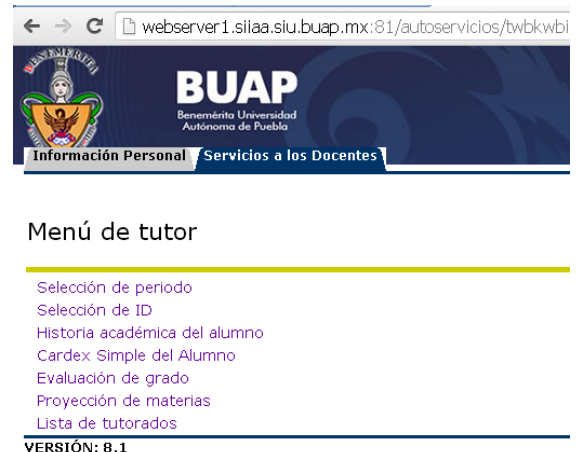 webserver1.siiaa.siu.buap.mx:81/autoservicios/twbkwbi
BENEMÉRITA
BUAP
Benemérita Universidad
Autónoma de Puebla
Información Personal Servicios a los Docentes
Menú de tutor
Selección de periodo
Selección de ID
Historia académica del alumno
Cardex Simple del Alumno
Evaluación de grado
Proyección de materias
Lista de tutorados
VERSIÓN: 8.1